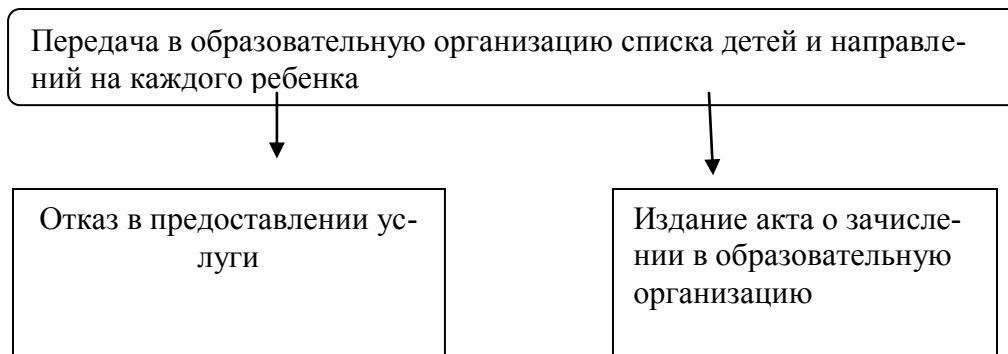 Передача в образовательную организацию списка детей и направле-
ний на каждого ребенка
Отказ в предоставлении ус-
луги
Издание акта о зачисле-
нии в образовательную
организацию